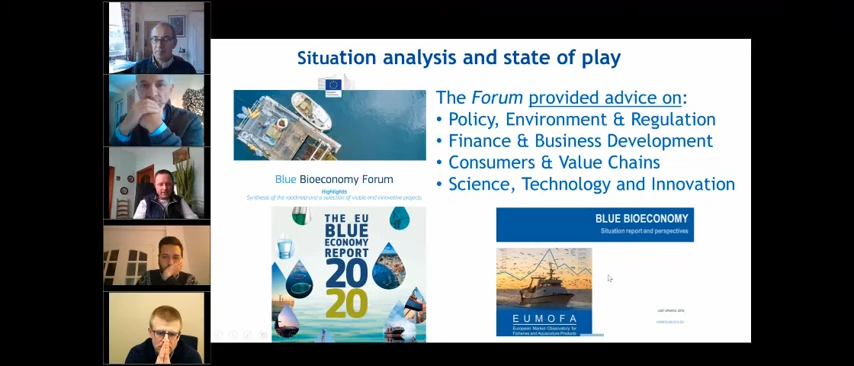 Situation analysis and state of play
The Forum provided advice on:
• Policy, Environment & Regulation
• Finance & Business Development
• Consumers & Value Chains
• Science, Technology and Innovation
Blue Bioeconomy Forum
Highlights
Synthesis of the roadmap and a selection of viable and innovative projects
THE EU
BLUE
ECONOMY
REPORT
20
20
BLUE BIOECONOMY
Situation report and perspectives
EUMOFA
European Market Observatory for
Fisheries and Aquaculture Products